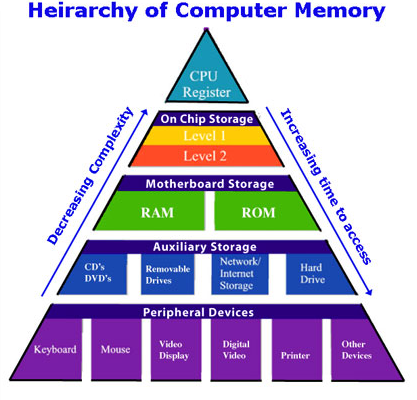 Heirarchy of Computer Memory
CPU
Register
Decreasing Complexity
Increasing time to access
On Chip Storage
Level 1
Level 2
Motherboard Storage
RAM
ROM
Auxiliary Storage
CD's
DVD's
Removable
Drives
Network/
Internet
Storage
Hard
Drive
Peripheral Devices
Keyboard
Mouse
Video
Display
Digital
Video
Printer
Other
Devices